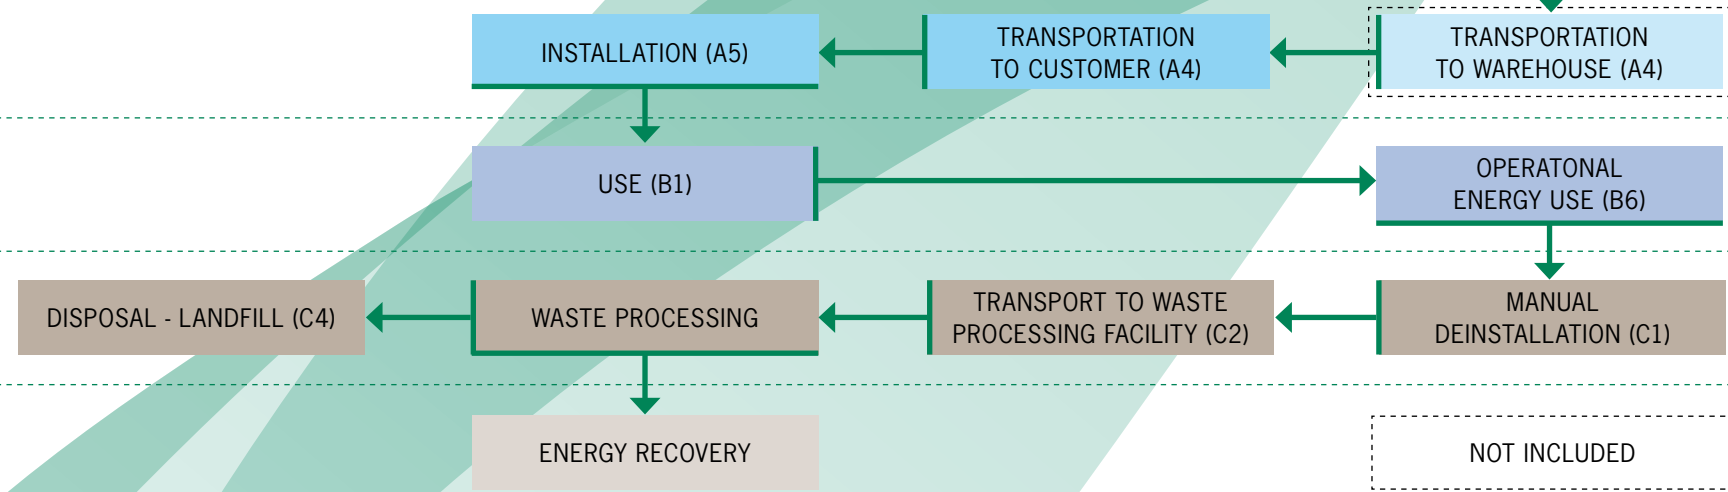 INSTALLATION (A5)
TRANSPORTATION
TO CUSTOMER (A4)
TRANSPORTATION
TO WAREHOUSE (A4)
USE (B1)
OPERATONAL
ENERGY USE (B6)
DISPOSAL - LANDFILL (C4)
WASTE PROCESSING
TRANSPORT TO WASTE
PROCESSING FACILITY (C2)
MANUAL
DEINSTALLATION (C1)
ENERGY RECOVERY
NOT INCLUDED